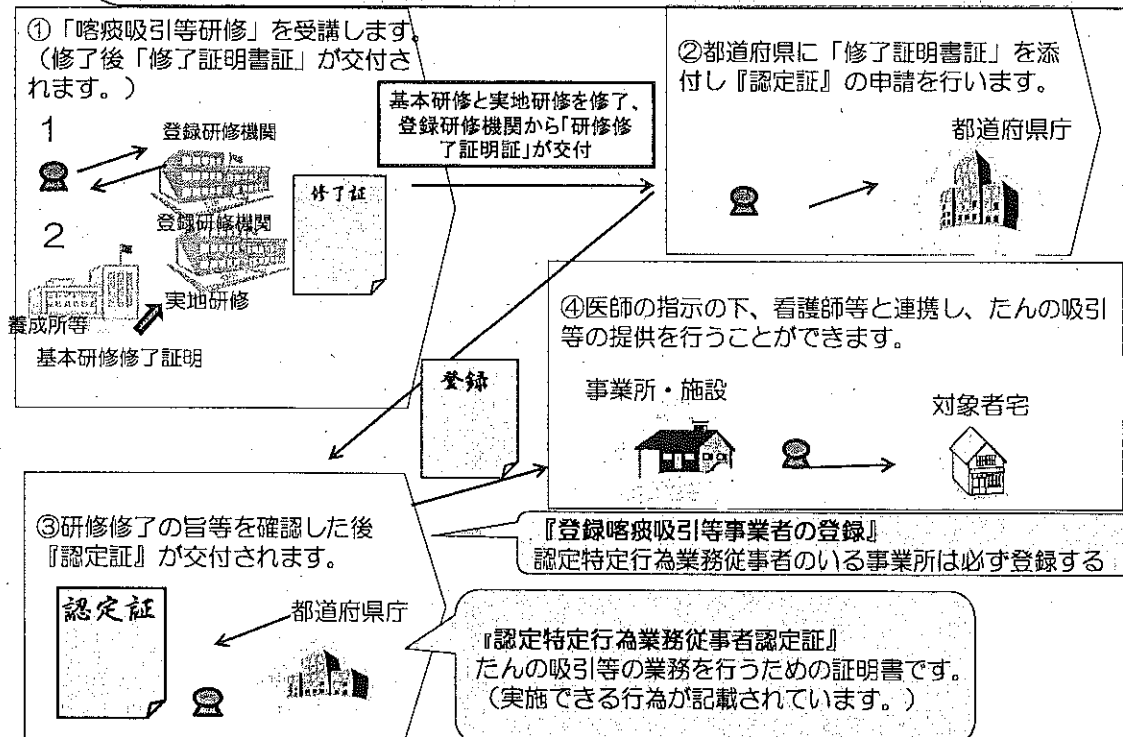 ①「喀痰吸引等研修」を受講します。
（修了後「修了証明書証」が交付さ
れます。）
1
登録研修機関
2
登録研修機関
修了証
養成所等
実地研修
基本研修修了証明
基本研修と実地研修を修了、
登録研修機関から「研修修
了証明証」が交付
②都道府県に「修了証明書証」を添
付し『認定証』の申請を行います。
都道府県庁
登録
③研修修了の旨等を確認した後
『認定証』が交付されます。
認定証
都道府県庁
④医師の指示の下、看護師等と連携し、たんの吸引
等の提供を行うことができます。
事業所・施設
対象者宅
『登録喀痰吸引等事業者の登録』
認定特定行為業務従事者のいる事業所は必ず登録する
『認定特定行為業務従事者認定証』
たんの吸引等の業務を行うための証明書です。
（実施できる行為が記載されています。）